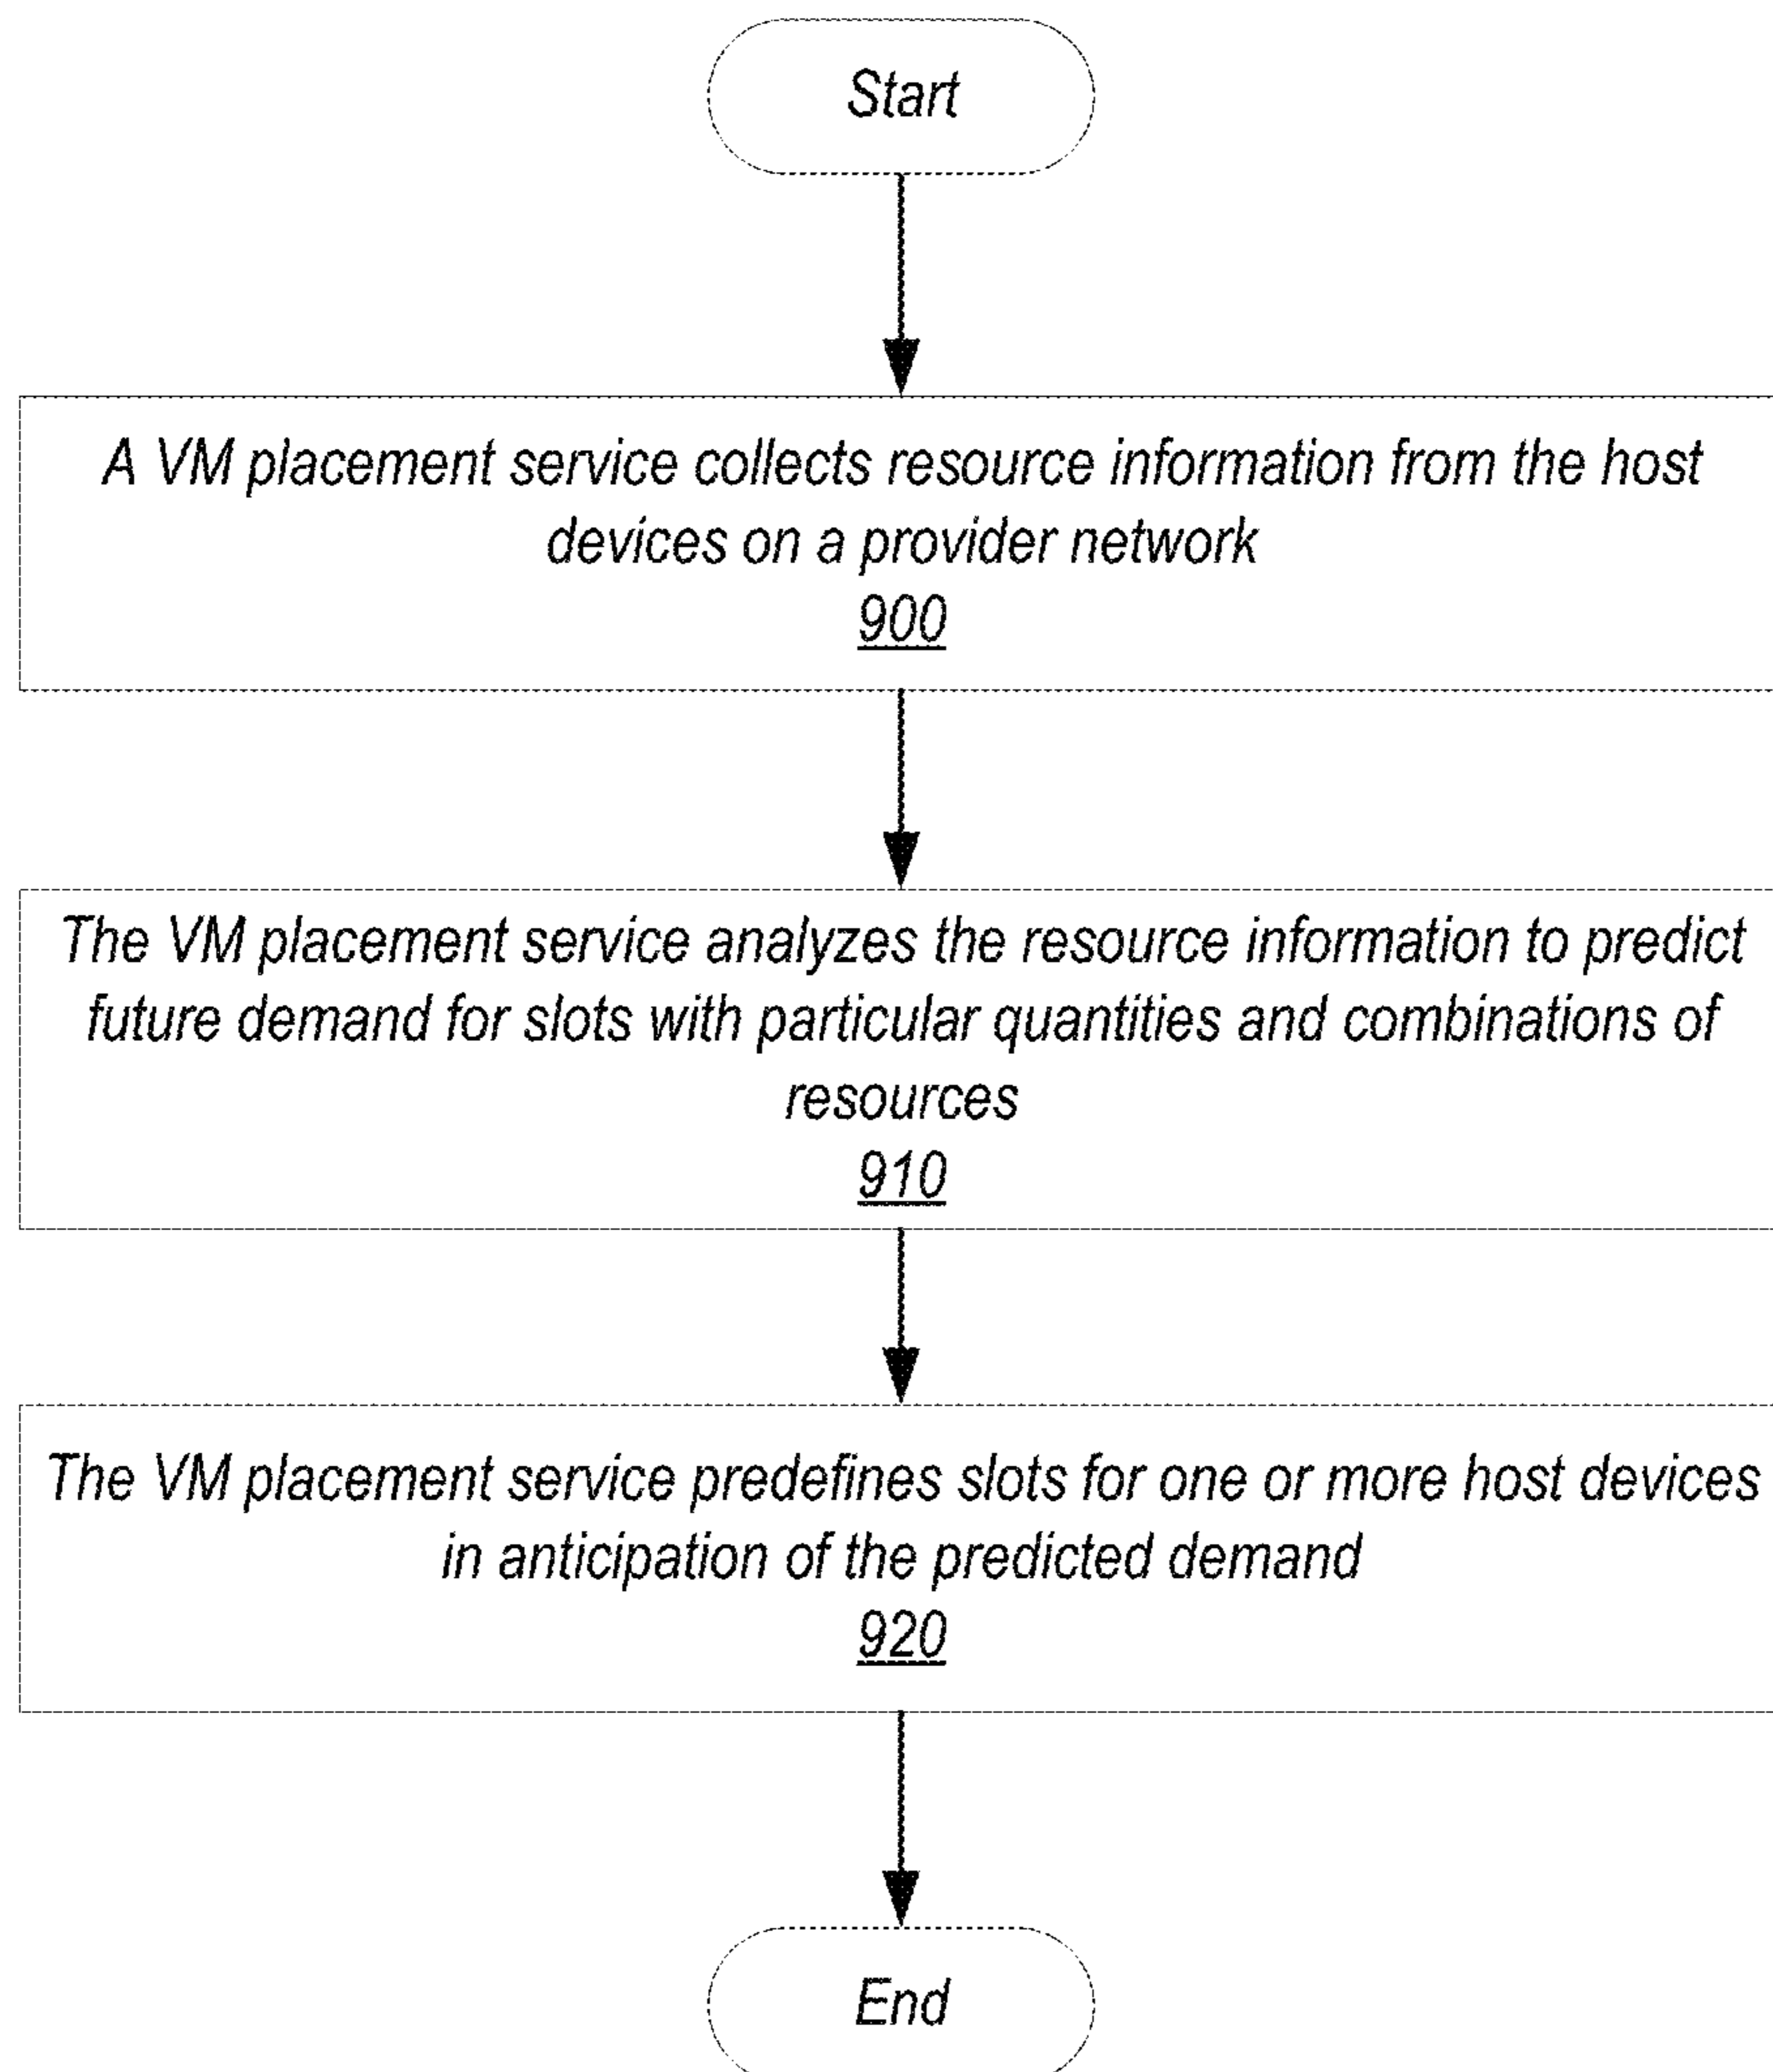 Start
A VM placement service collects resource information from the host
devices on a provider network
900
The VM placement service analyzes the resource information to predict
future demand for slots with particular quantities and combinations of
resources
910
The VM placement service predefines slots for one or more host devices
in anticipation of the predicted demand
920
End